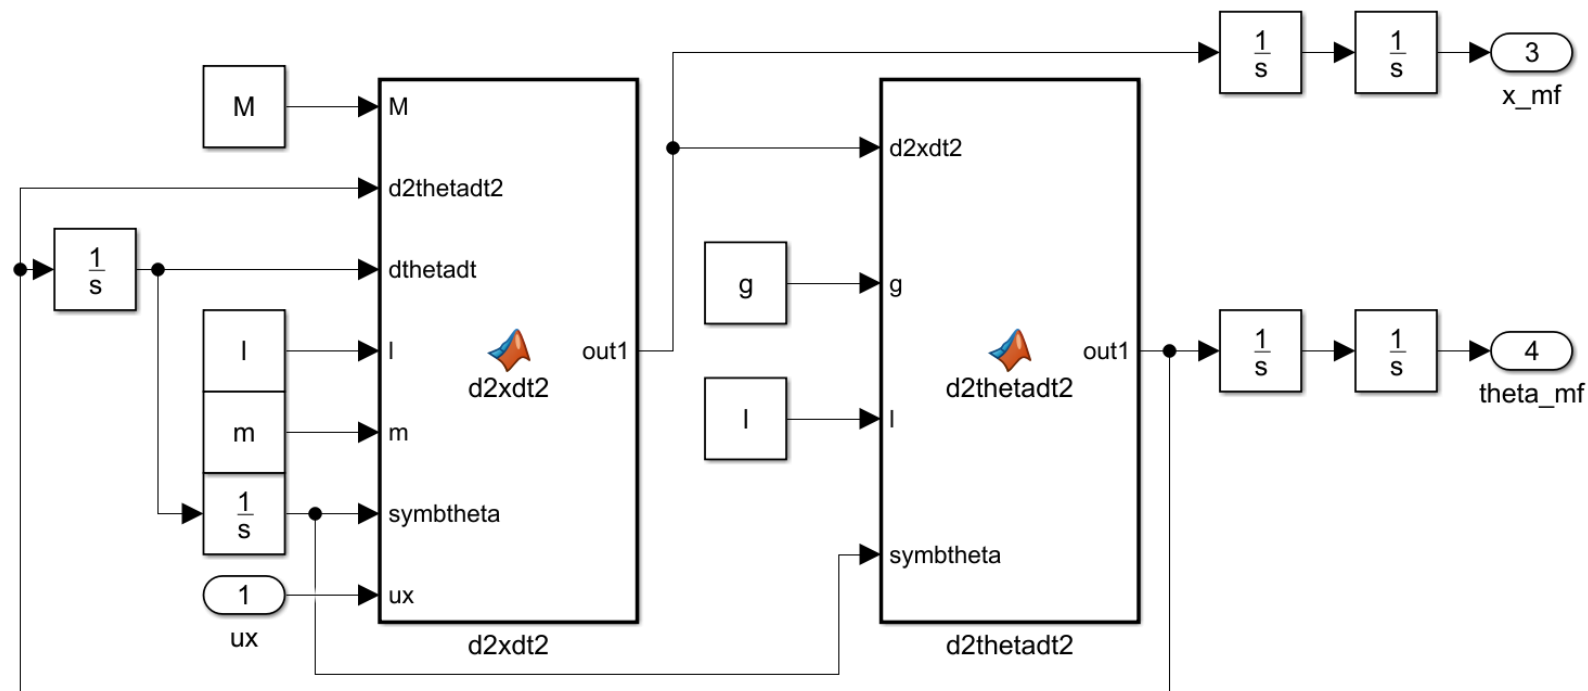 1
s
1
s
3
x_mf
M
M
d2xdt2
d2thetadt2
g
g
1
s
dthetadt
l
l
out1
d2xdt2
l
l
out1
d2thetadt2
1
s
1
s
4
theta_mf
m
m
1
s
symbtheta
symbtheta
1
ux
ux
d2xdt2
d2thetadt2